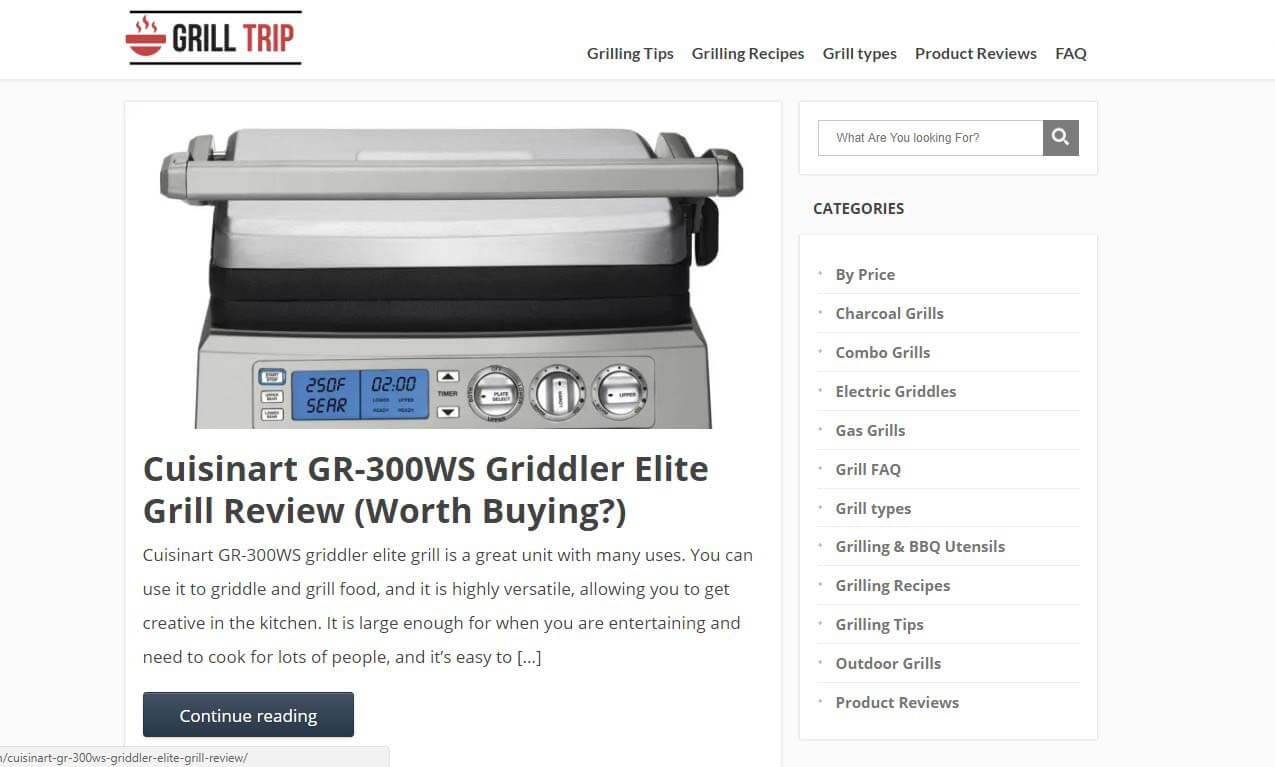 GRILL TRIP
Grilling Tips Grilling Recipes Grill types Product Reviews FAQ
What Are You looking For?
START STOP
UPPER SEAR
LOWER SEAR
250F
SEAR
02:00
LOWER UPPER
READY READY
TIMER
OFF
PLATE SELECT
UPPER
LOWER
UPPER
Cuisinart GR-300WS Griddler Elite
Grill Review (Worth Buying?)
Cuisinart GR-300WS griddler elite grill is a great unit with many uses. You can
use it to griddle and grill food, and it is highly versatile, allowing you to get
creative in the kitchen. It is large enough for when you are entertaining and
need to cook for lots of people, and it’s easy to [...]
Continue reading
CATEGORIES
By Price
Charcoal Grills
Combo Grills
Electric Griddles
Gas Grills
Grill FAQ
Grill types
Grilling & BBQ Utensils
Grilling Recipes
Grilling Tips
Outdoor Grills
Product Reviews
/cuisinart-gr-300ws-griddler-elite-grill-review/